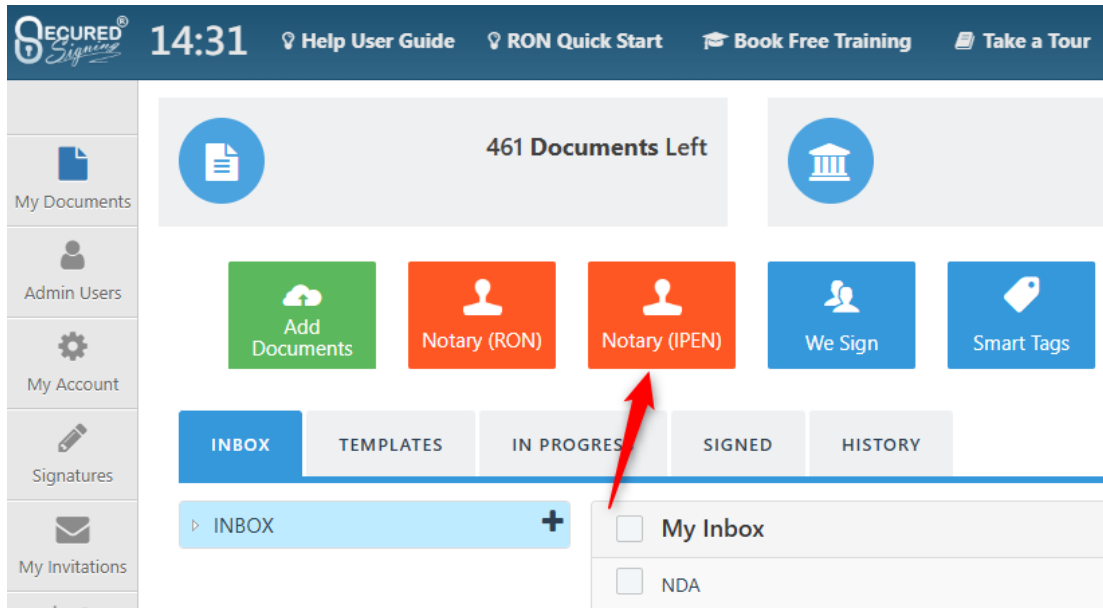 SECURED®
Signing
14:31
Help User Guide
RON Quick Start
Book Free Training
Take a Tour
My Documents
Admin Users
My Account
Signatures
My Invitations
461 Documents Left
Add
Documents
Notary (RON)
Notary (IPEN)
We Sign
Smart Tags
INBOX
TEMPLATES
IN PROGRESS
SIGNED
HISTORY
INBOX
My Inbox
NDA